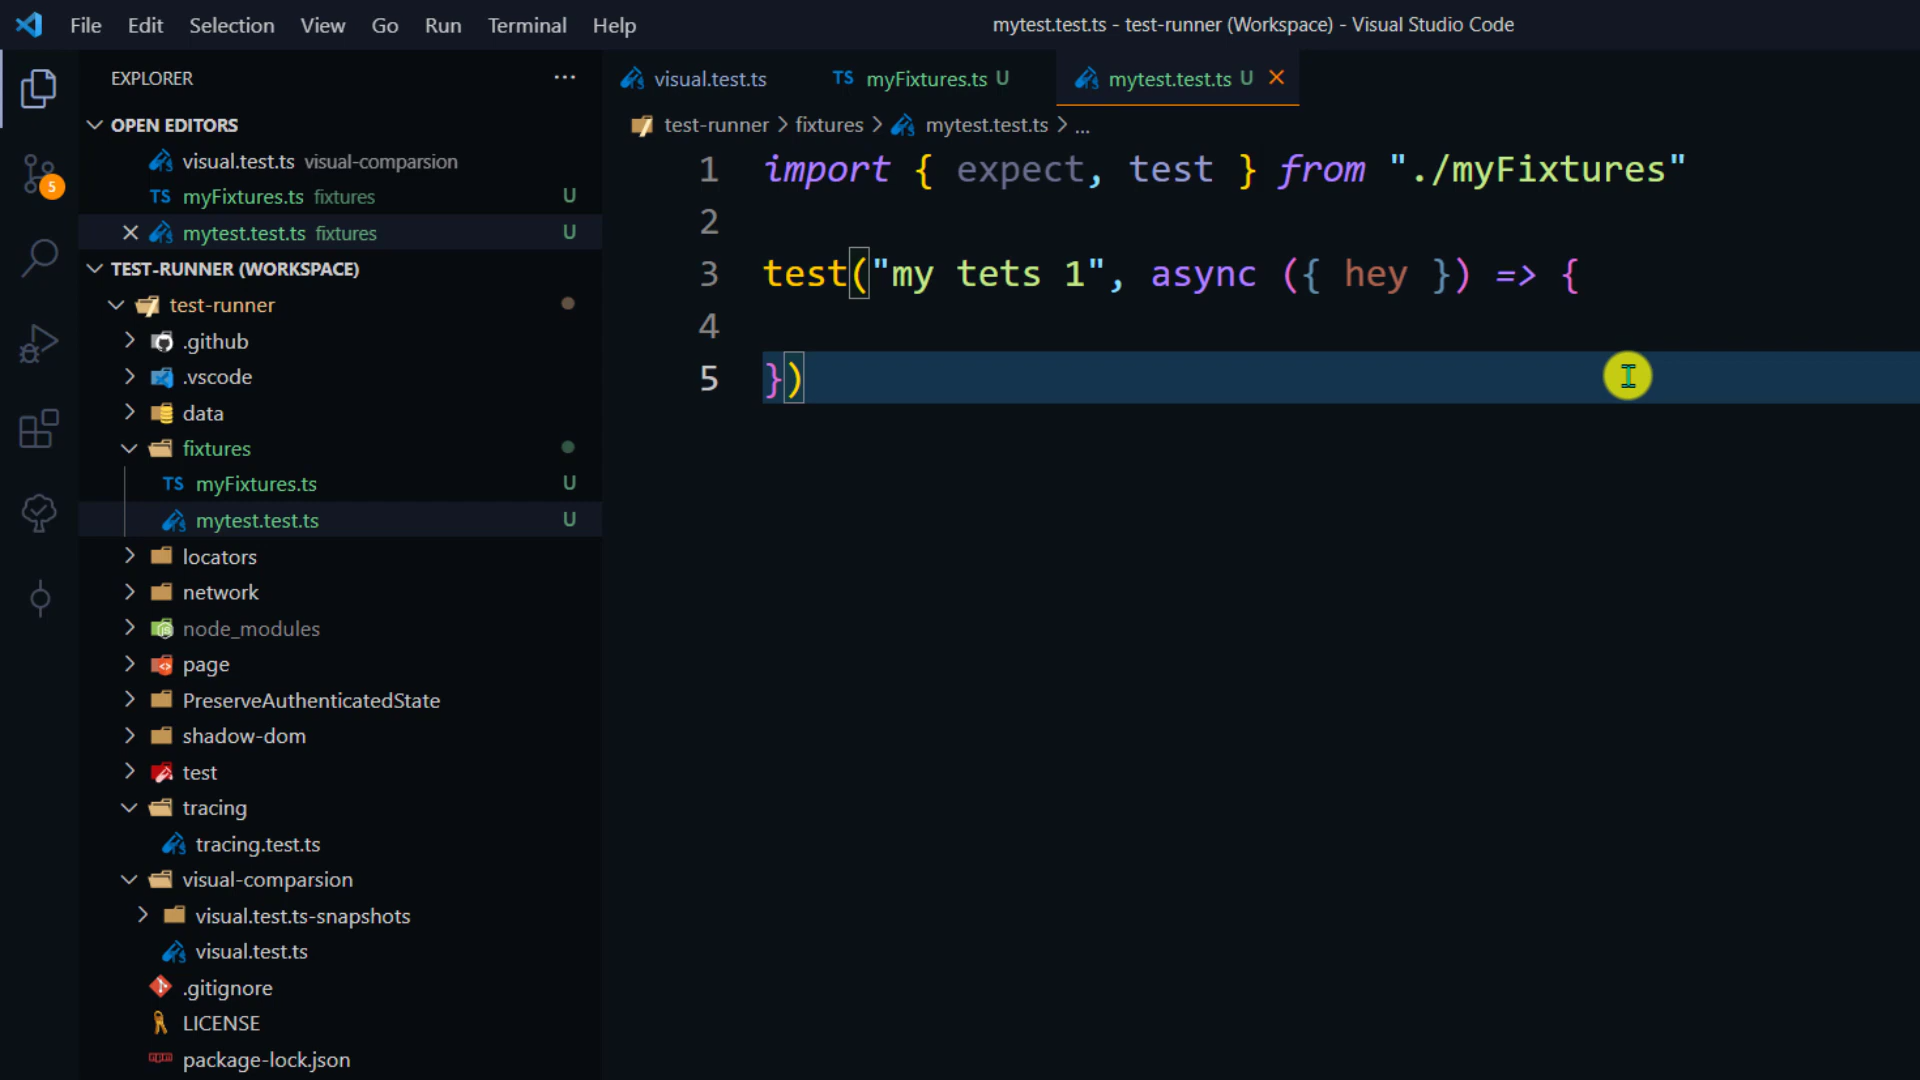 File Edit Selection View Go Run Terminal Help
mytest.test.ts - test-runner (Workspace) - Visual Studio Code
EXPLORER ...
visual.test.ts
TS myFixtures.ts U
mytest.test.ts U
OPEN EDITORS
visual.test.ts visual-comparsion
TS myFixtures.ts fixtures U
mytest.test.ts fixtures U
TEST-RUNNER (WORKSPACE)
test-runner
.github
.vscode
data
fixtures
TS myFixtures.ts U
mytest.test.ts U
locators
network
node_modules
page
PreserveAuthenticatedState
shadow-dom
test
tracing
tracing.test.ts
visual-comparsion
visual.test.ts-snapshots
visual.test.ts
.gitignore
LICENSE
package-lock.json
5
test-runner > fixtures > mytest.test.ts > ...
1 import { expect, test } from "./myFixtures"
2
3 test("my tets 1", async ({ hey }) => {
4
5 })